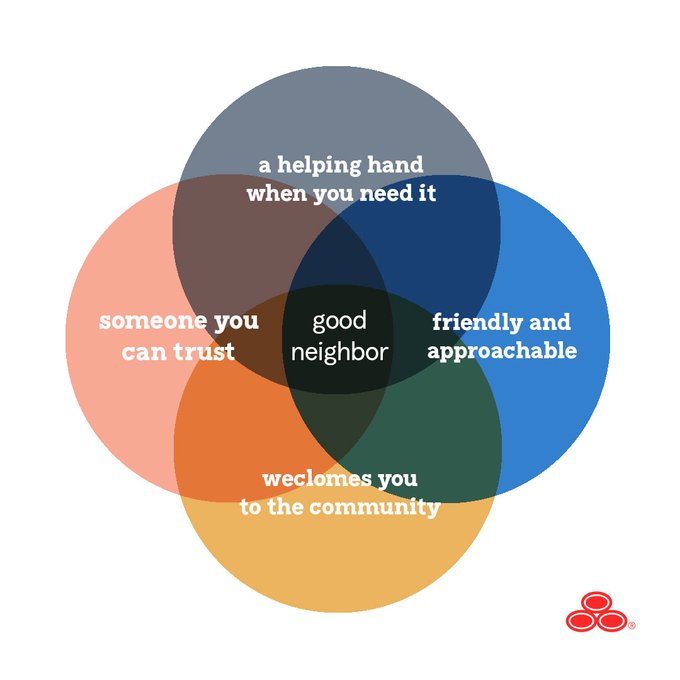 a helping hand
when you need it
someone you
can trust
good
neighbor
friendly and
approachable
weclomes you
to the community
®